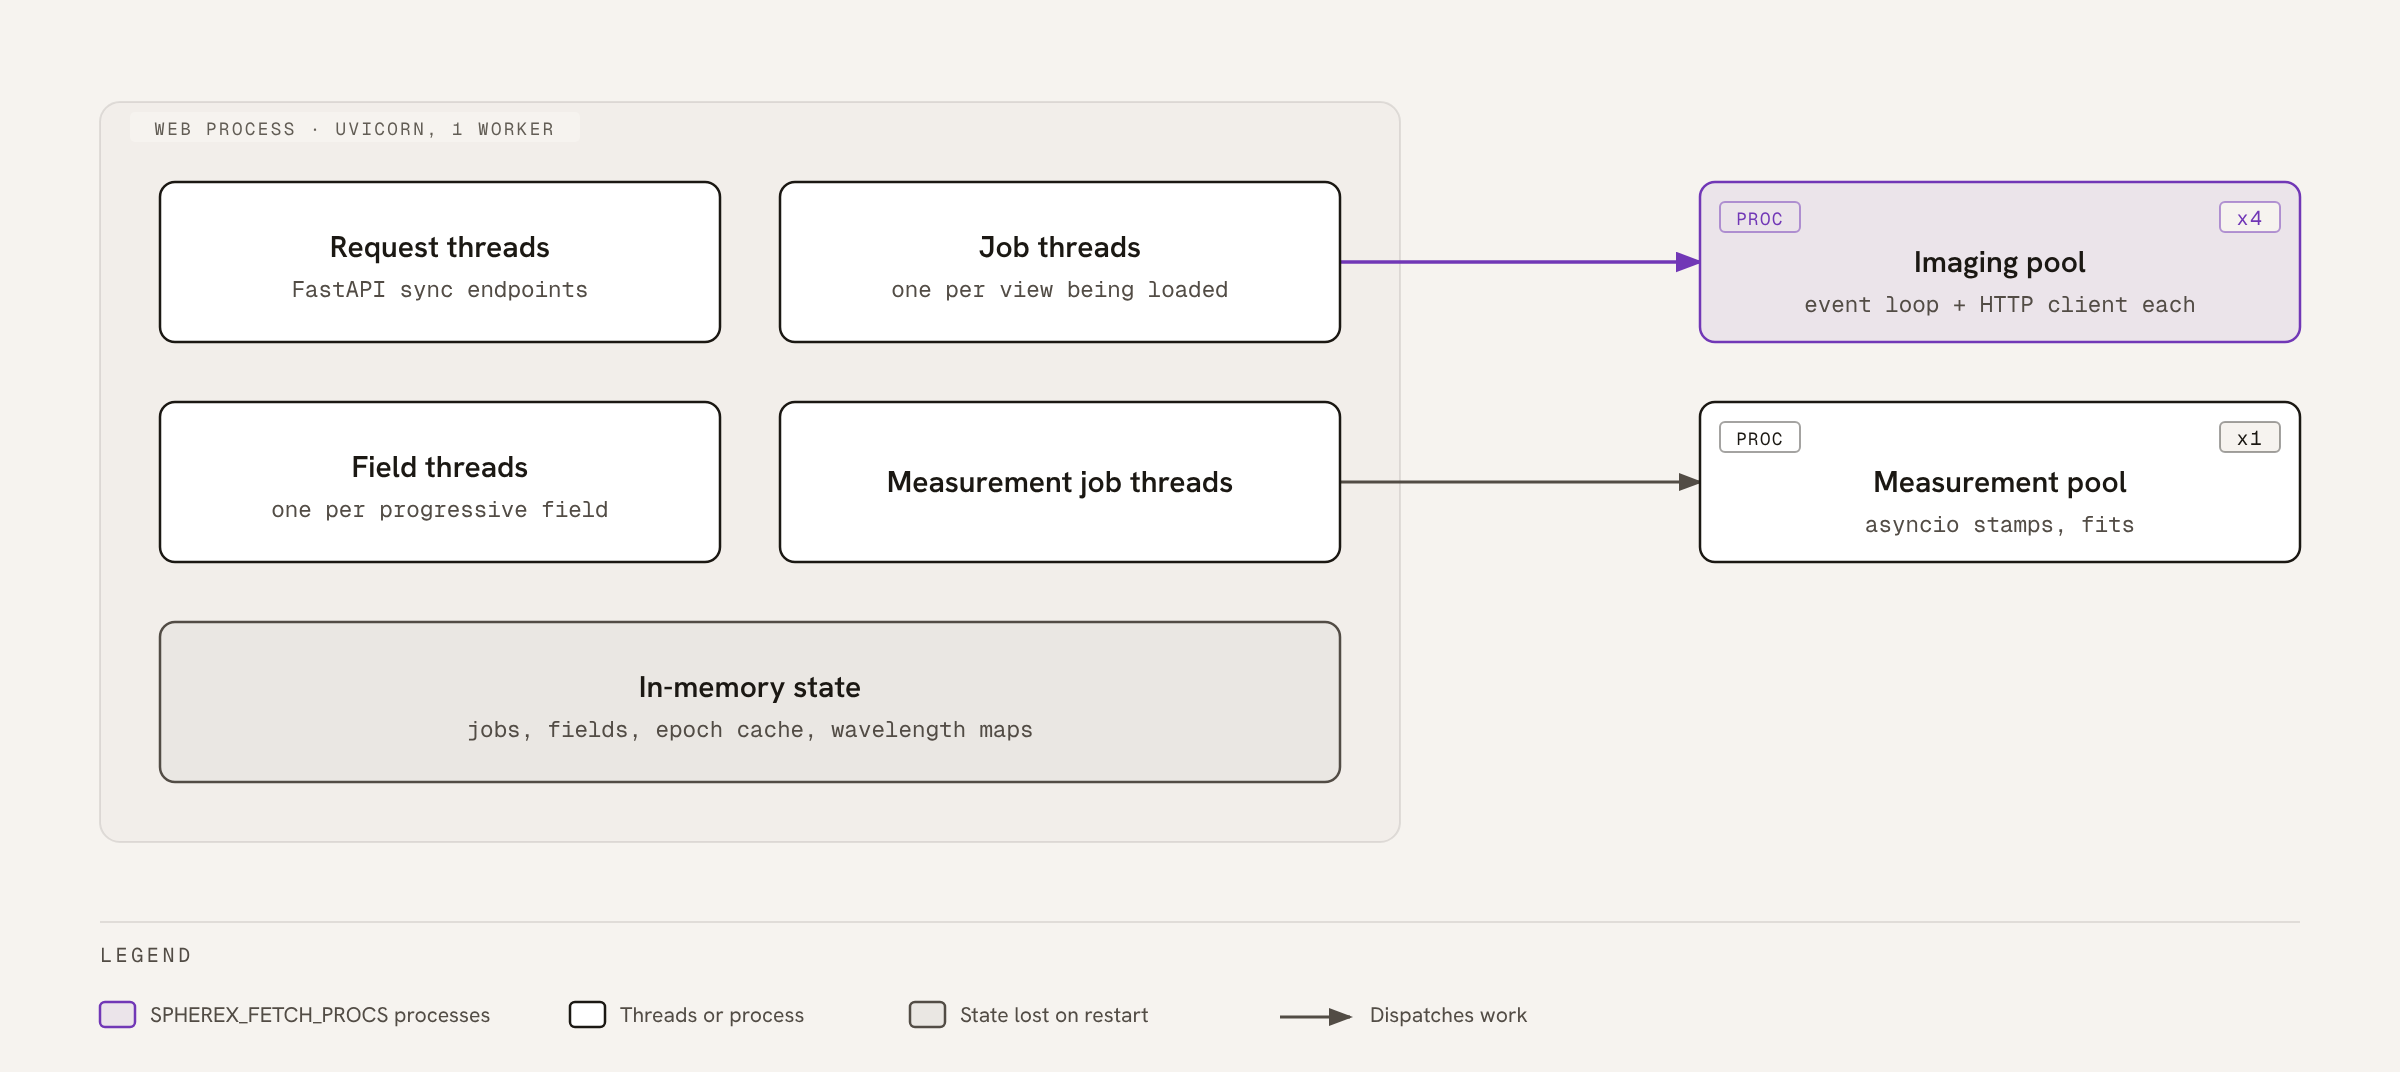 WEB PROCESS · UVICORN, 1 WORKER
Request threads
FastAPI sync endpoints
Job threads
one per view being loaded
PROC
x4
Imaging pool
event loop + HTTP client each
Field threads
one per progressive field
Measurement job threads
PROC
x1
Measurement pool
asyncio stamps, fits
In-memory state
jobs, fields, epoch cache, wavelength maps
LEGEND
SPHEREX_FETCH_PROCS processes
Threads or process
State lost on restart
Dispatches work